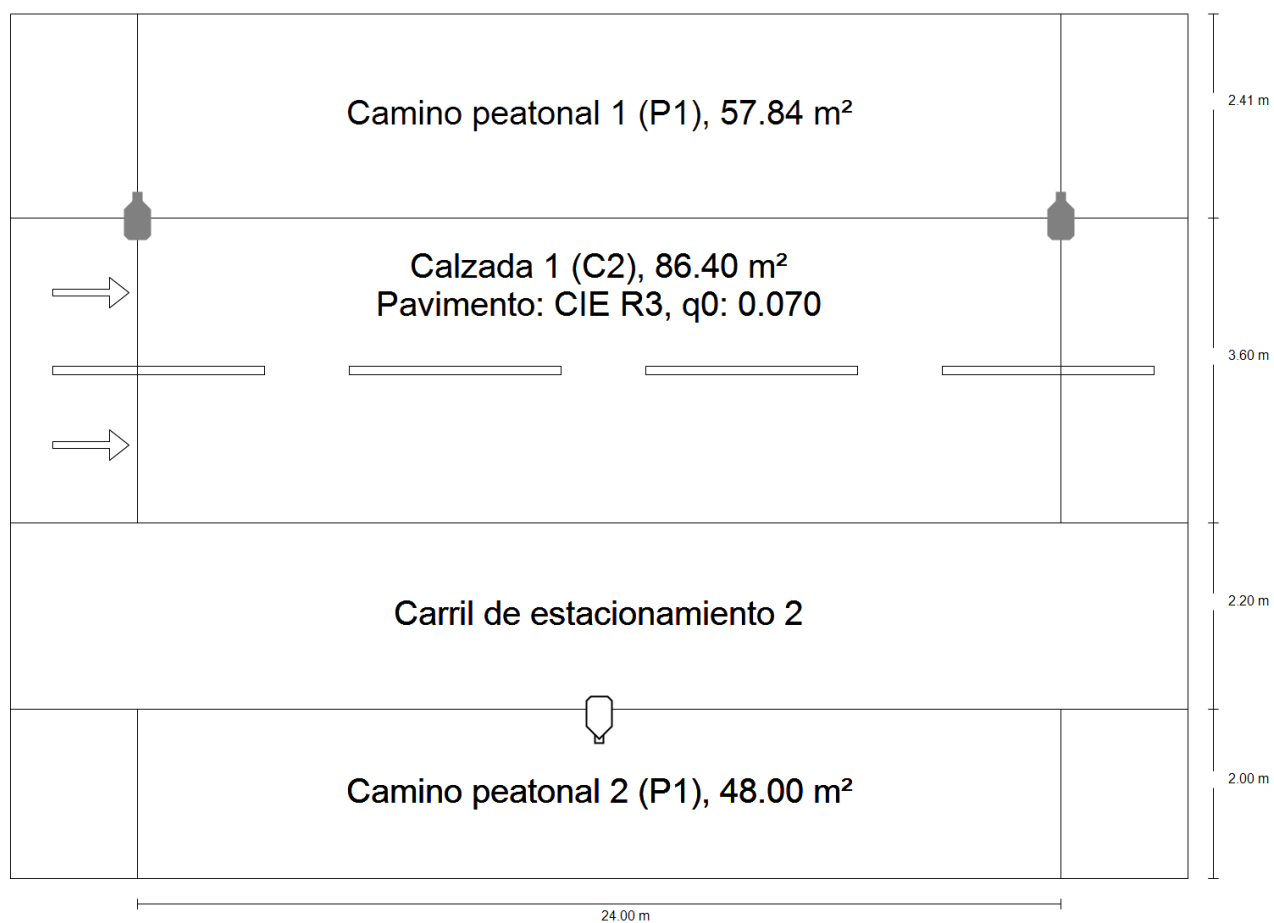 Camino peatonal 1 (P1), 57.84 m²
2.41 m
Calzada 1 (C2), 86.40 m²
Pavimento: CIE R3, q0: 0.070
3.60 m
Carril de estacionamiento 2
2.20 m
Camino peatonal 2 (P1), 48.00 m²
2.00 m
24.00 m